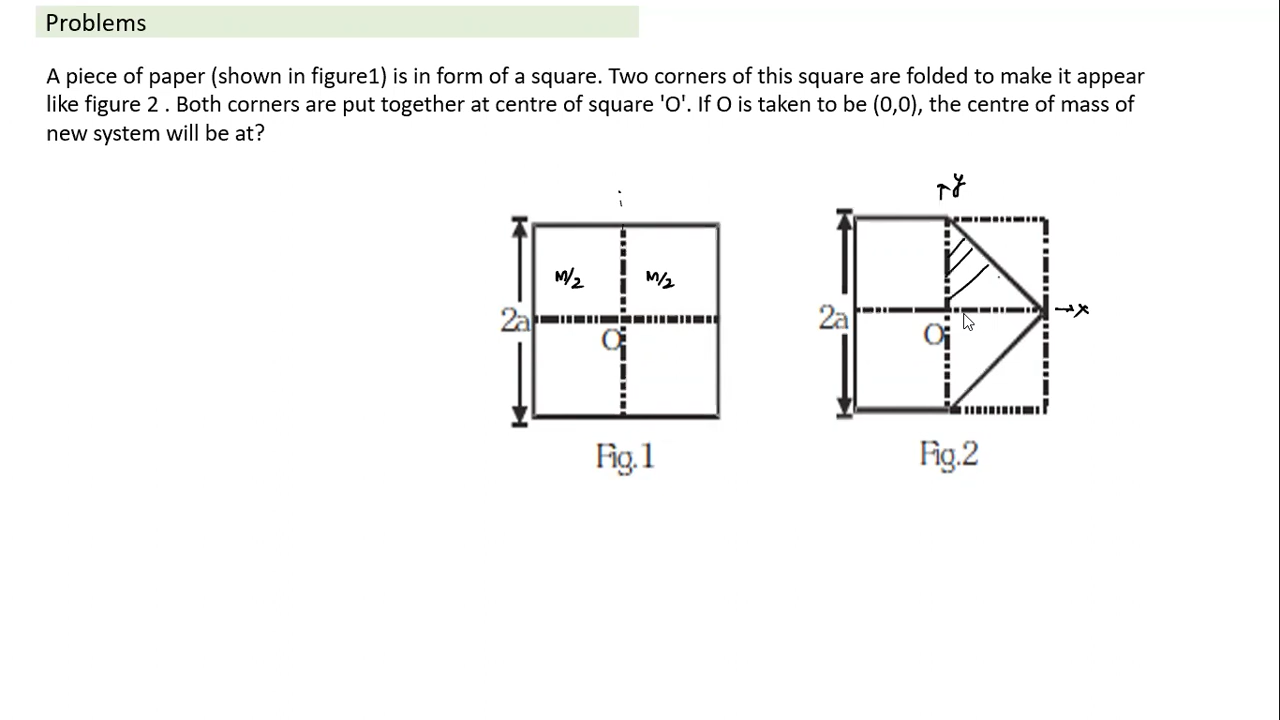 Problems
A piece of paper (shown in figure1) is in form of a square. Two corners of this square are folded to make it appear
like figure 2 . Both corners are put together at centre of square 'O'. If O is taken to be (0,0), the centre of mass of
new system will be at?
y
M/2 M/2
x
2a
O
2a
O
Fig.1
Fig.2